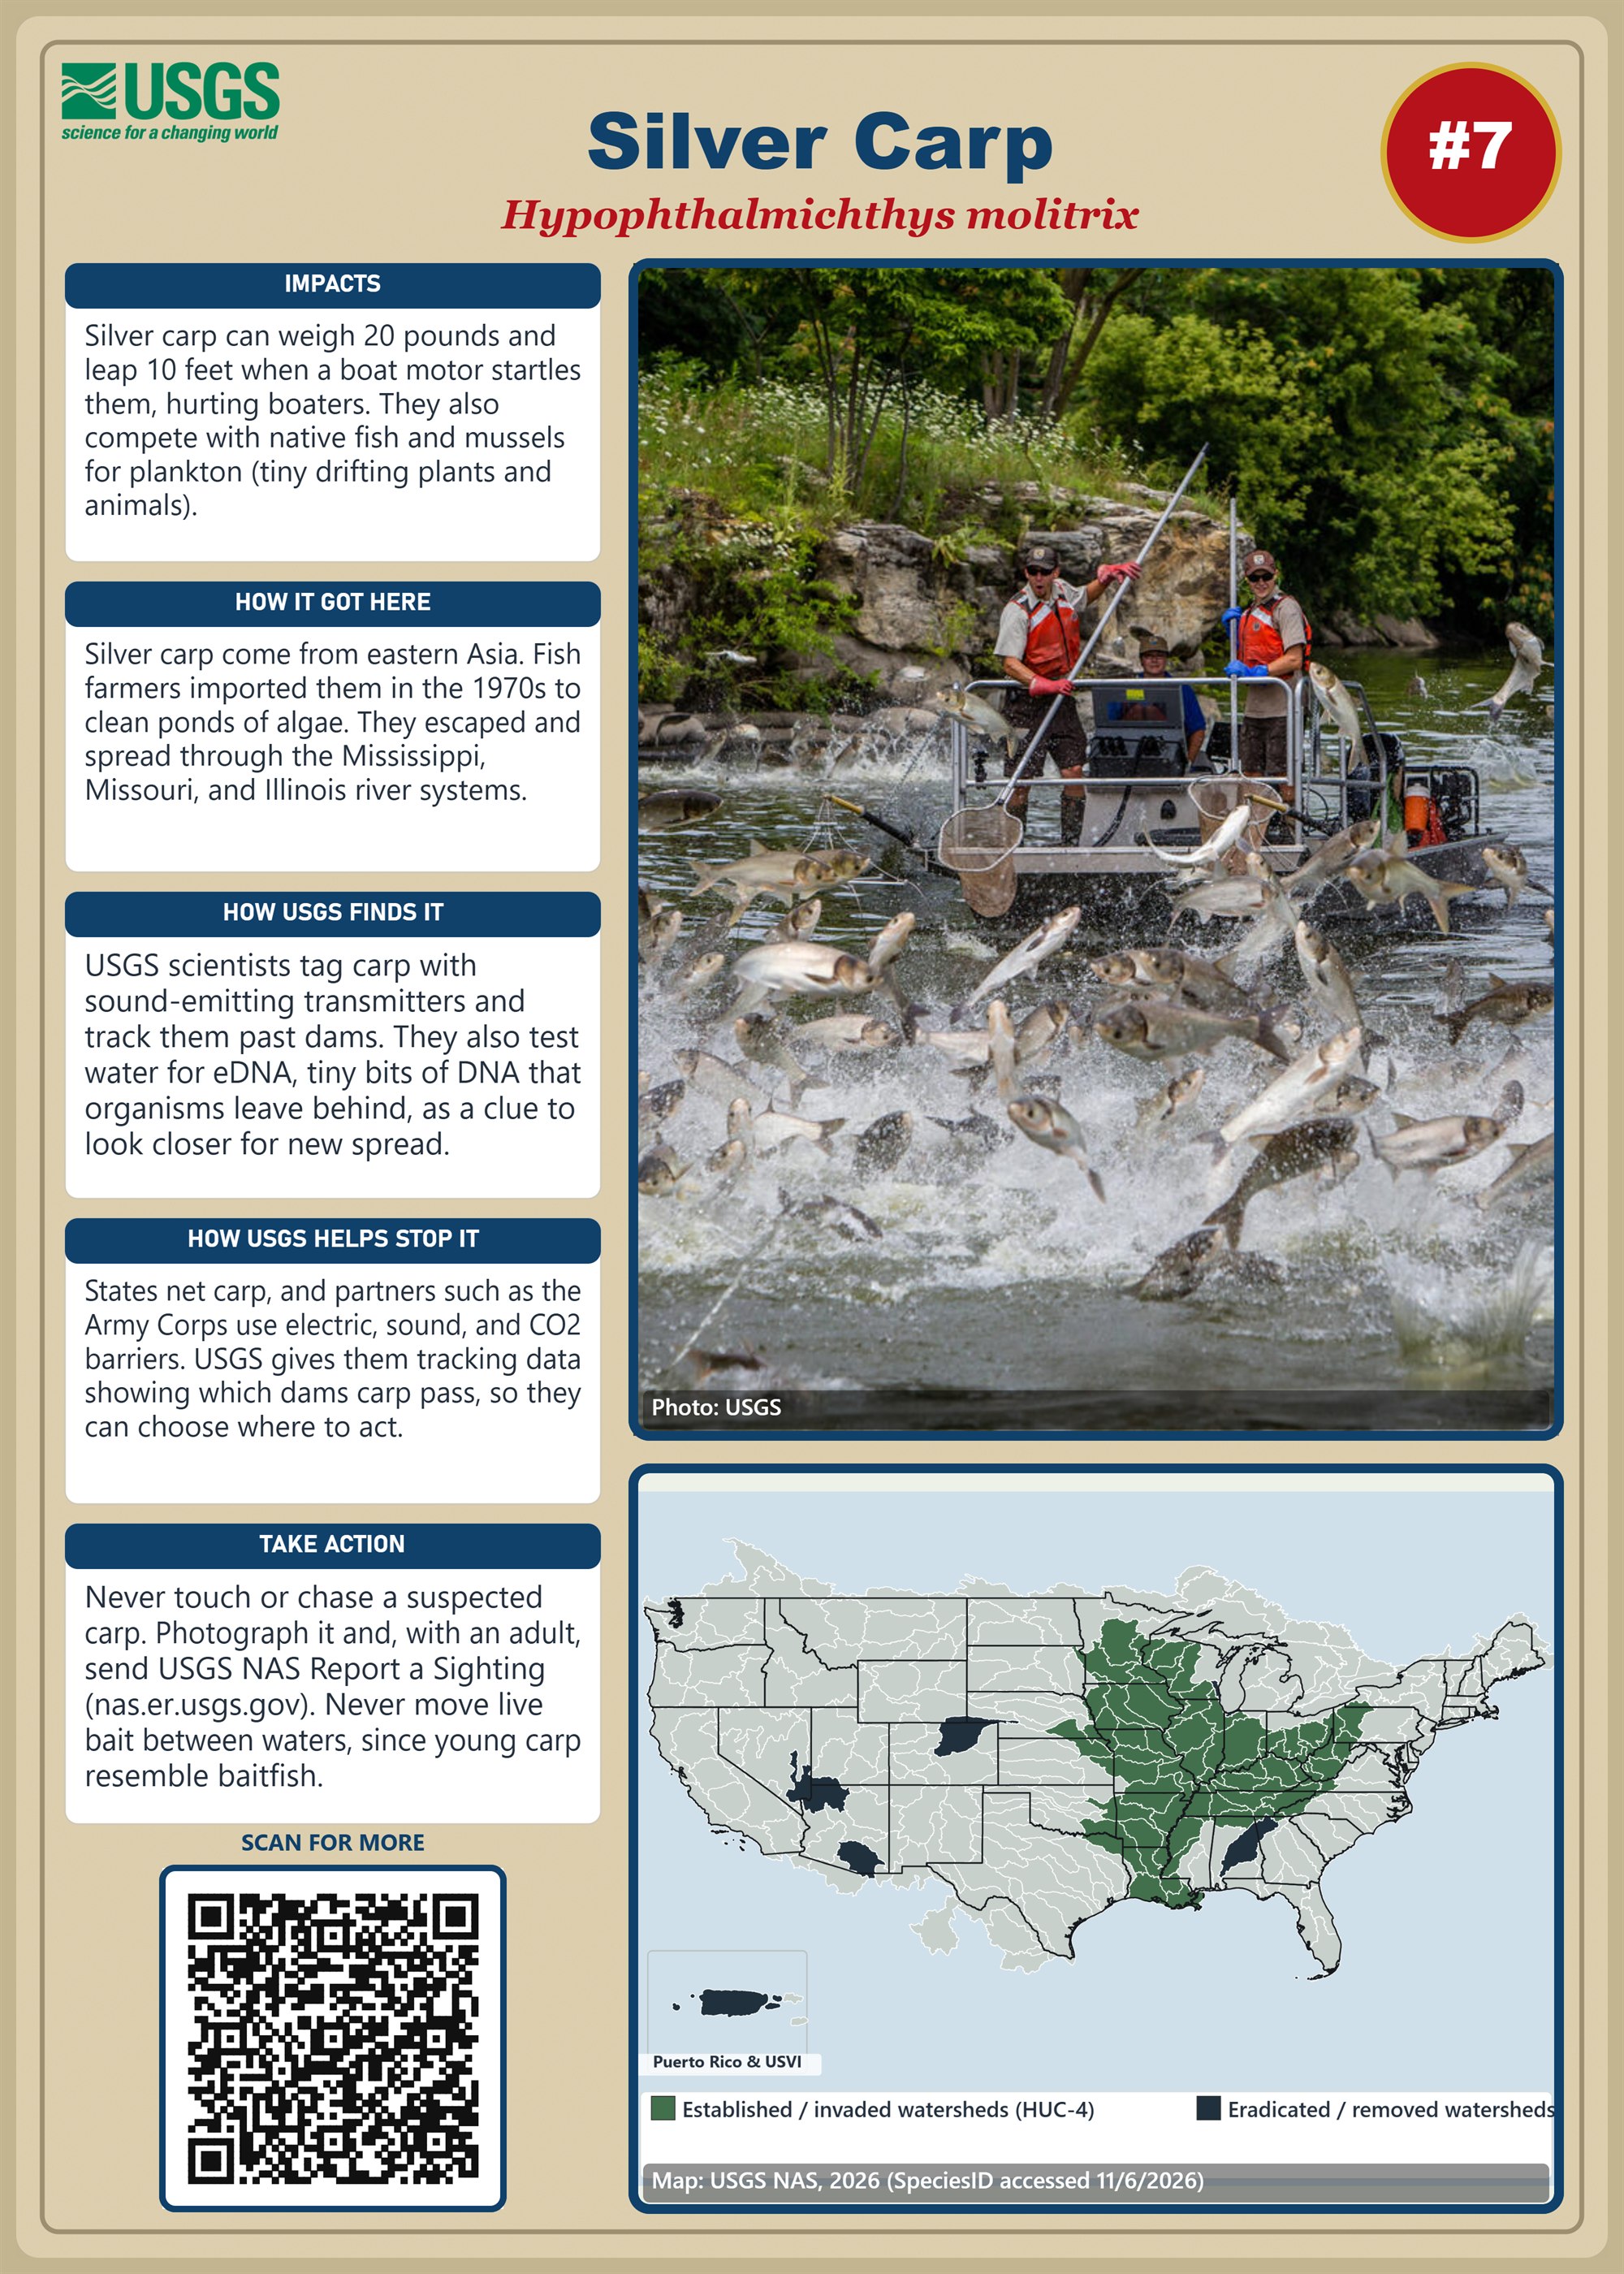 USGS
science for a changing world
Silver Carp
#7
Hypophthalmichthys molitrix
IMPACTS
Silver carp can weigh 20 pounds and
leap 10 feet when a boat motor startles
them, hurting boaters. They also
compete with native fish and mussels
for plankton (tiny drifting plants and
animals).
HOW IT GOT HERE
Silver carp come from eastern Asia. Fish
farmers imported them in the 1970s to
clean ponds of algae. They escaped and
spread through the Mississippi,
Missouri, and Illinois river systems.
HOW USGS FINDS IT
USGS scientists tag carp with
sound-emitting transmitters and
track them past dams. They also test
water for eDNA, tiny bits of DNA that
organisms leave behind, as a clue to
look closer for new spread.
HOW USGS HELPS STOP IT
States net carp, and partners such as the
Army Corps use electric, sound, and CO2
barriers. USGS gives them tracking data
showing which dams carp pass, so they
can choose where to act.
TAKE ACTION
Never touch or chase a suspected
carp. Photograph it and, with an adult,
send USGS NAS Report a Sighting
(nas.er.usgs.gov). Never move live
bait between waters, since young carp
resemble baitfish.
SCAN FOR MORE
Photo: USGS
Puerto Rico & USVI
Established / invaded watersheds (HUC-4)
Eradicated / removed watersheds
Map: USGS NAS, 2026 (SpeciesID accessed 11/6/2026)